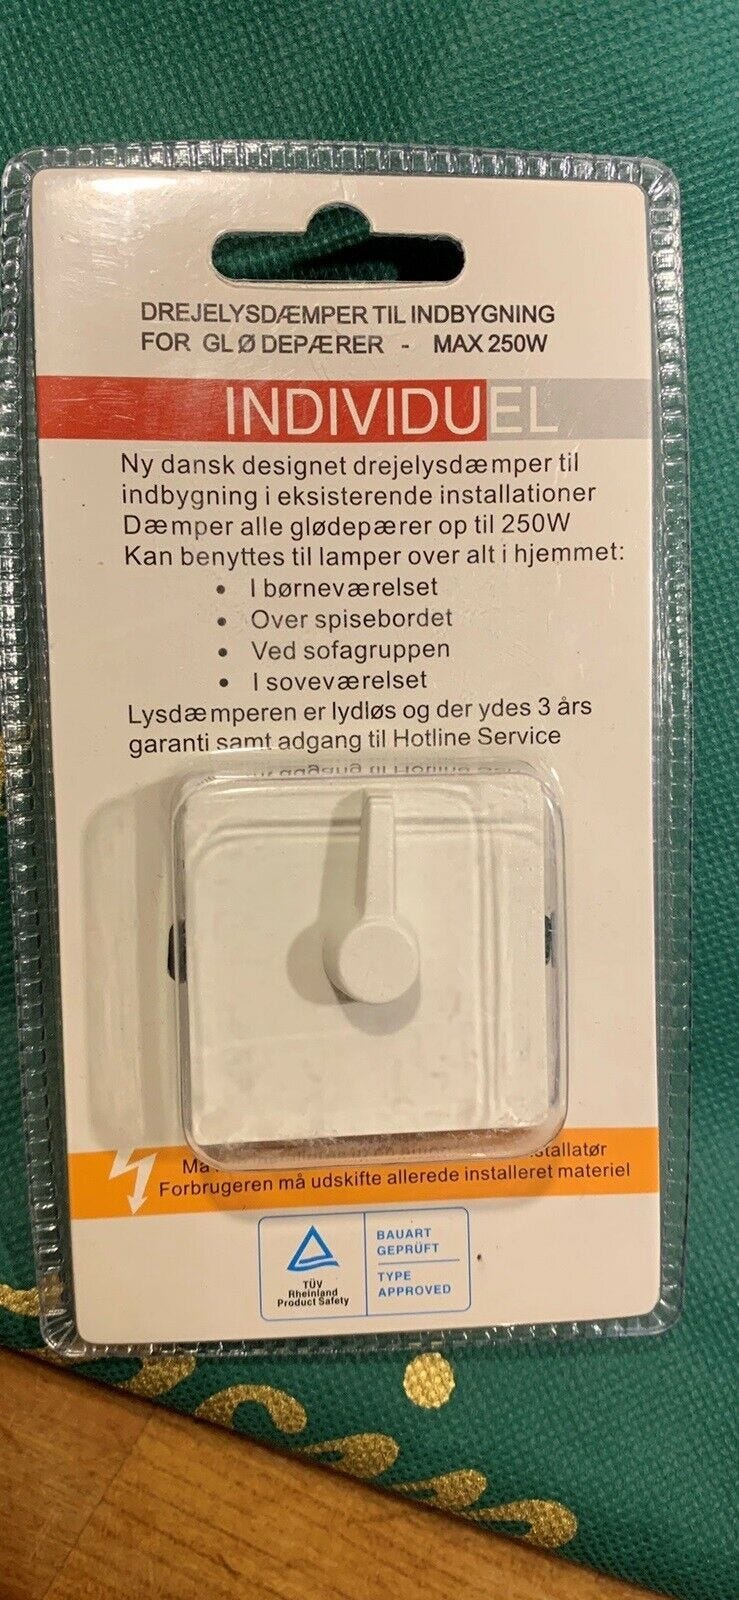 DREJELYSDÆMPER TIL INDBYGNING
FOR GLØDEPÆRER - MAX 250W
INDIVIDUEL
Ny dansk designet drejelysdæmper til
indbygning i eksisterende installationer
Dæmper alle glødepærer op til 250W
Kan benyttes til lamper over alt i hjemmet:
• I børneværelset
• Over spisebordet
• Ved sofagruppen
• I soveværelset
Lysdæmperen er lydløs og der ydes 3 års
garanti samt adgang til Hotline Service
Forbrugeren må udskifte allerede installeret materiel
TÜV
Rheinland
Product Safety
BAUART
GEPRÜFT
TYPE
APPROVED